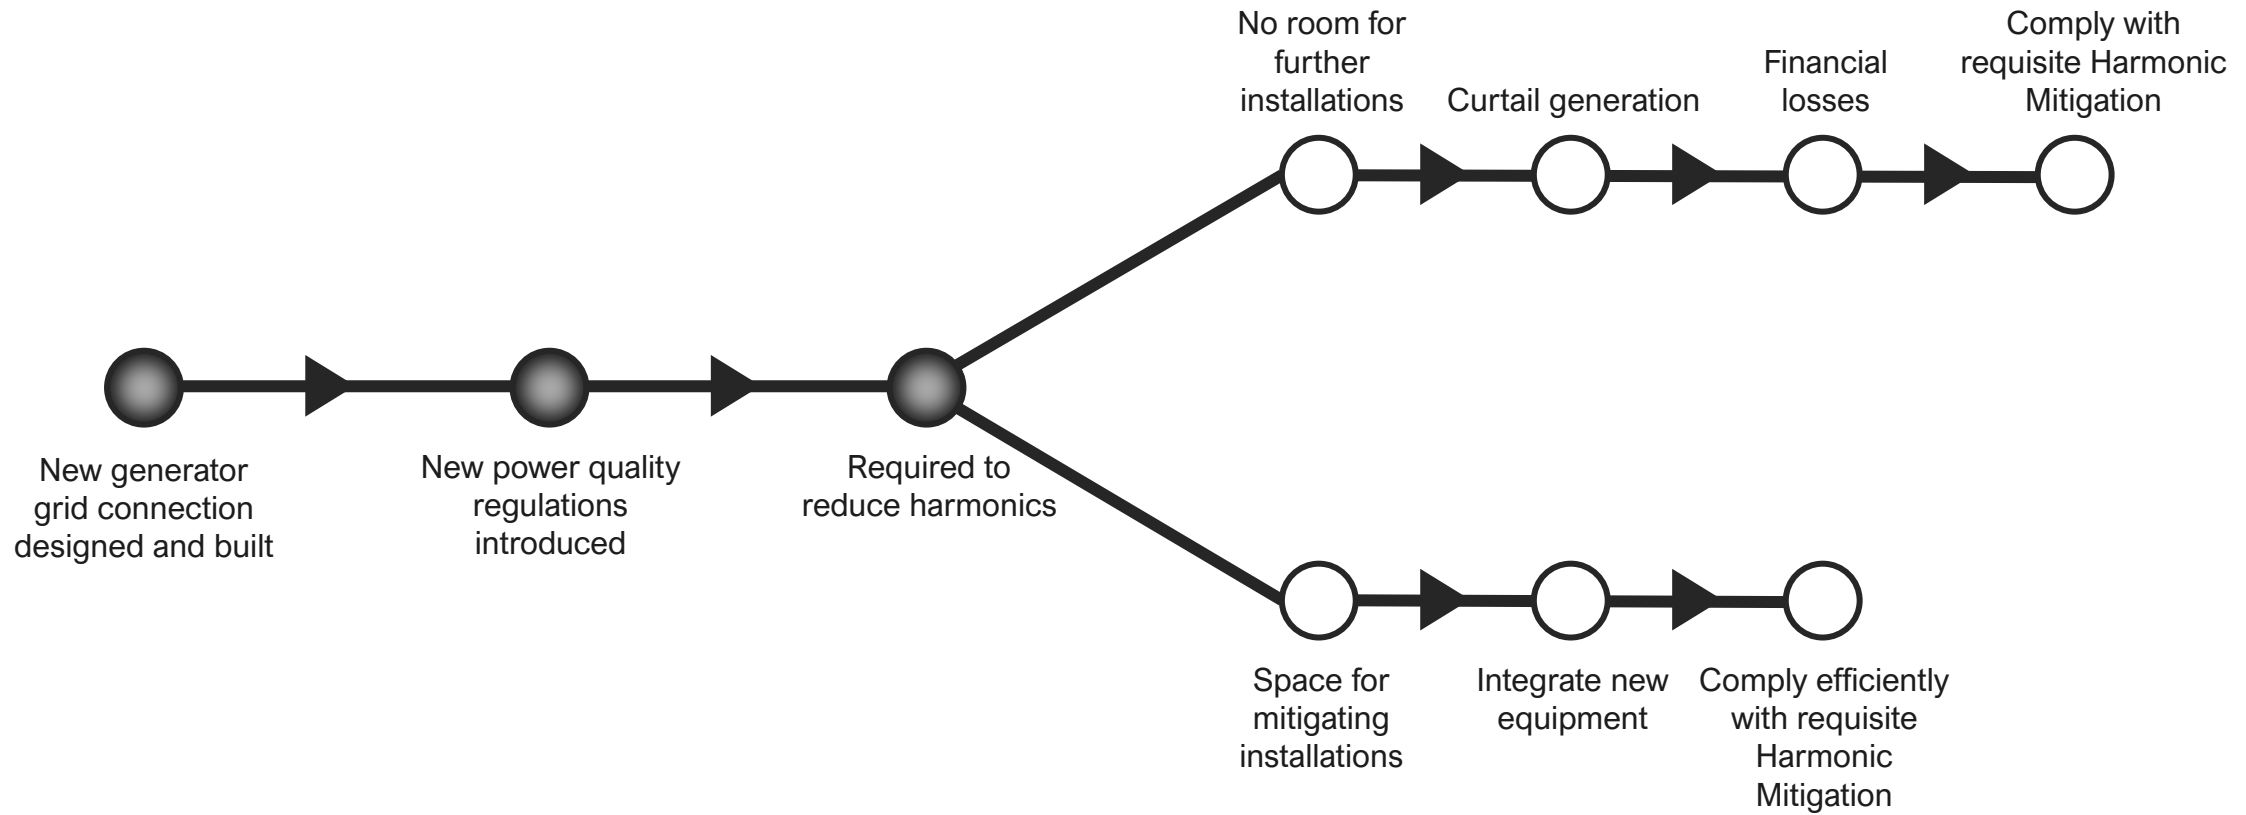 No room for
further
installations
Curtail generation
Financial
losses
Comply with
requisite Harmonic
Mitigation
New generator
grid connection
designed and built
New power quality
regulations
introduced
Required to
reduce harmonics
Space for
mitigating
installations
Integrate new
equipment
Comply efficiently
with requisite
Harmonic
Mitigation